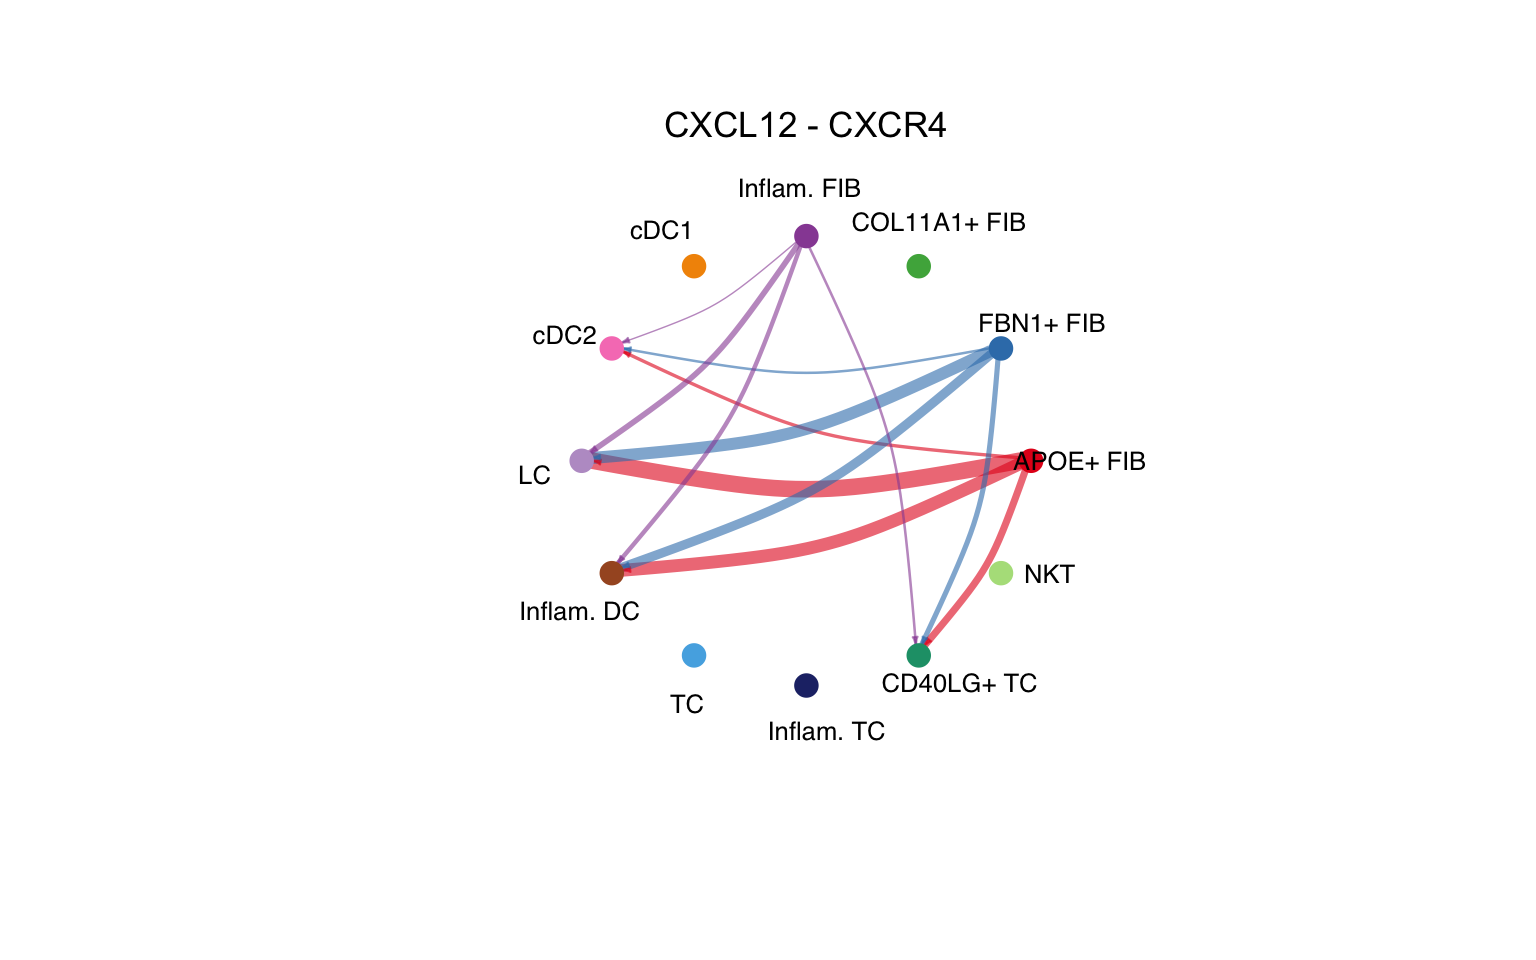 CXCL12 - CXCR4
Inflam. FIB
COL11A1+ FIB
cDC1
FBN1+ FIB
cDC2
APOE+ FIB
LC
NKT
Inflam. DC
CD40LG+ TC
TC
Inflam. TC